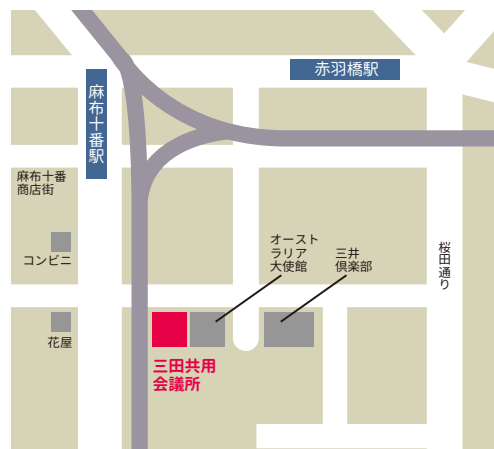 赤羽橋駅
麻布十番駅
麻布十番
商店街
オースト
ラリア
大使館
三井
倶楽部
桜田通り
コンビニ
花屋
三田共用
会議所